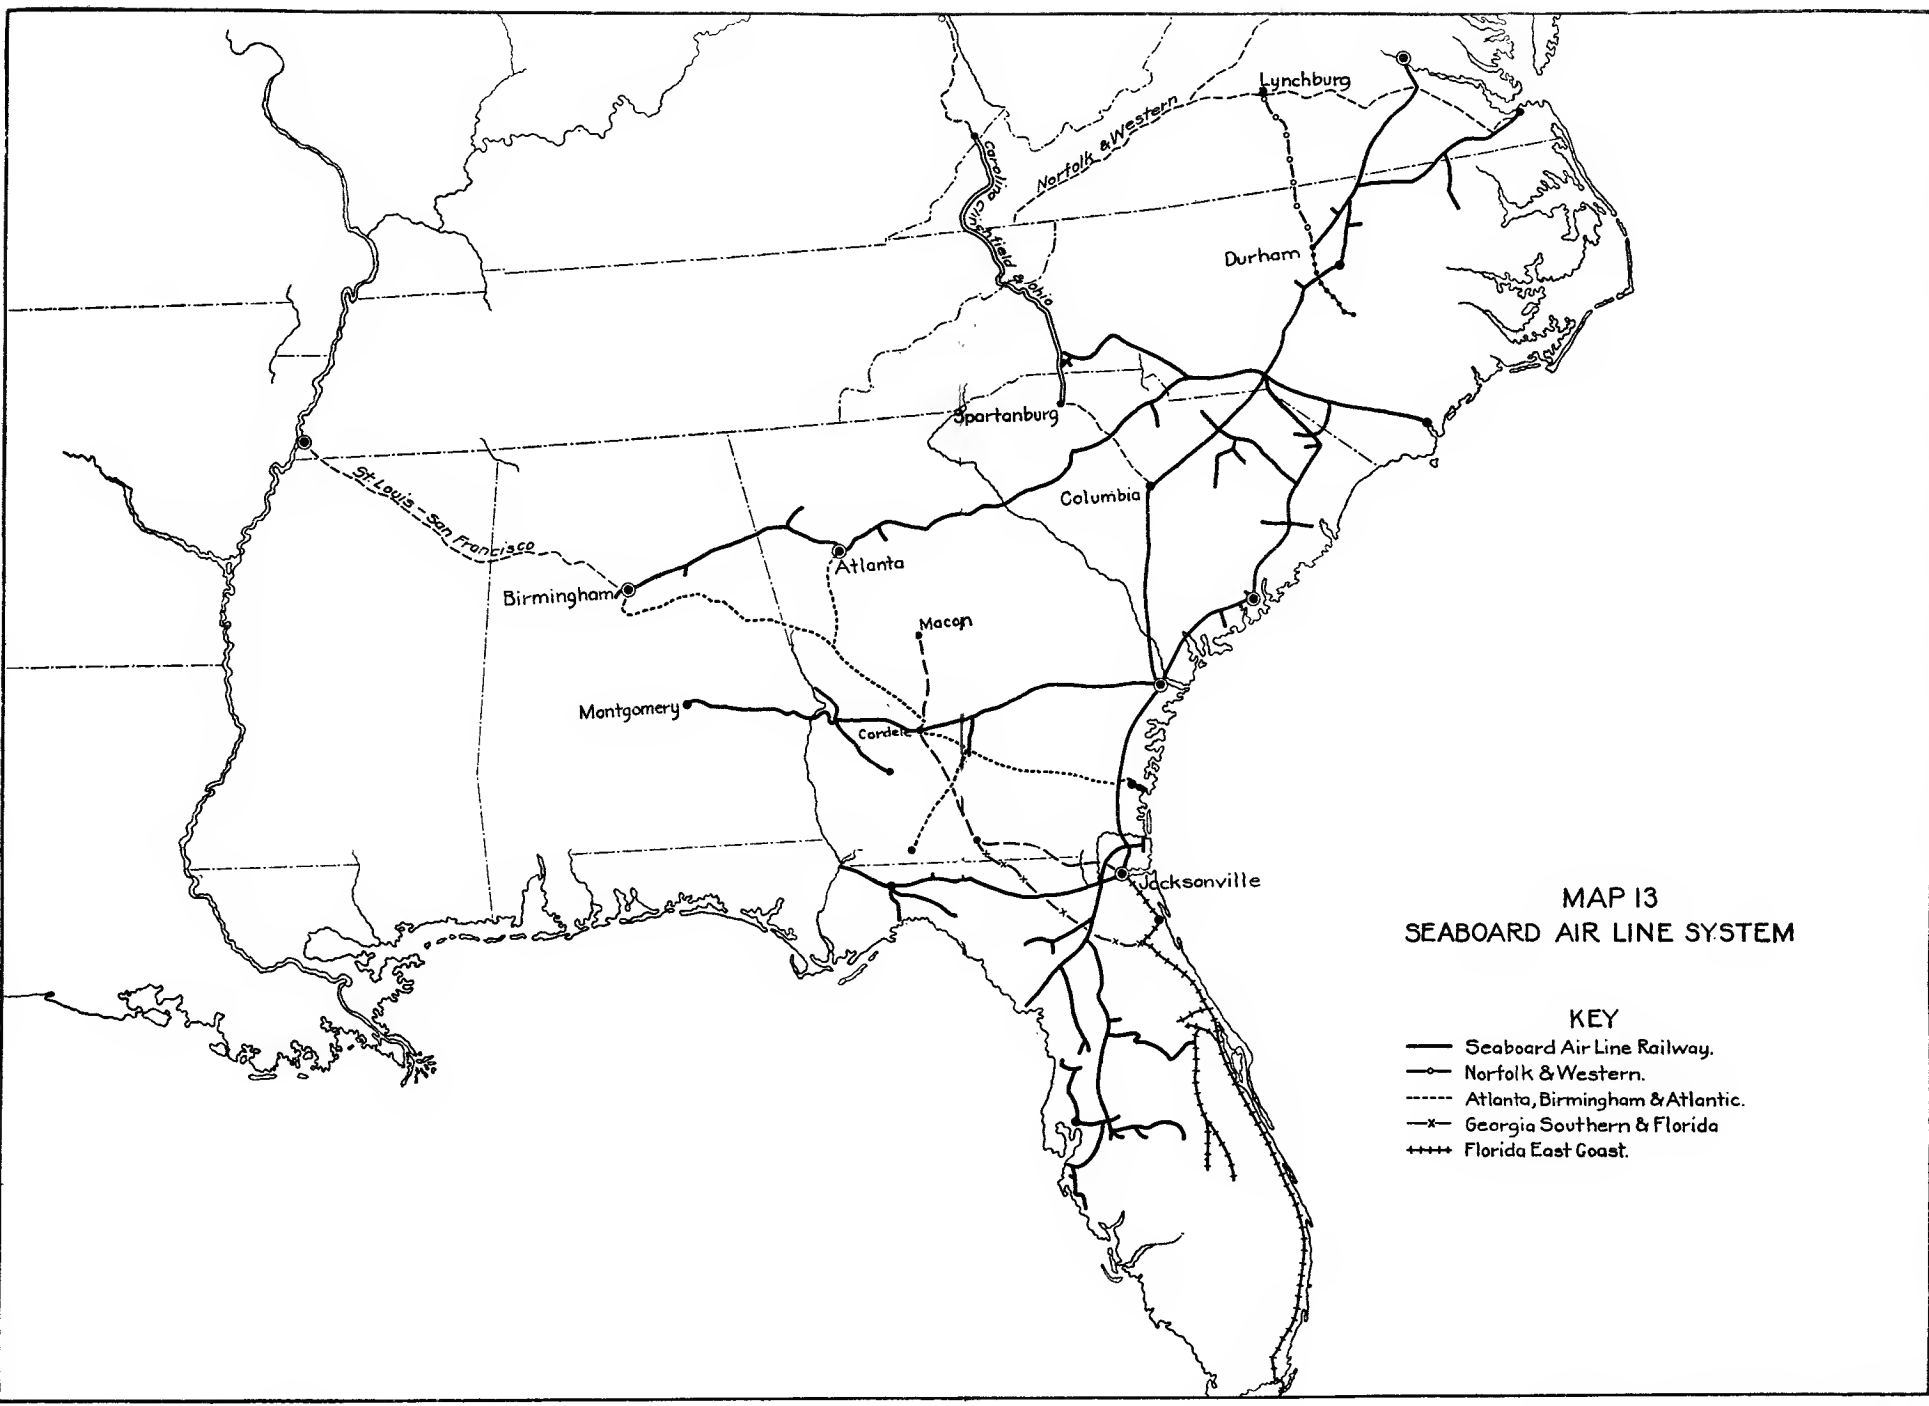 Lynchburg
Norfolk & Western
Carolina Clinchfield & Ohio
Durham
Spartanburg
St. Louis - San Francisco
Columbia
Atlanta
Birmingham
Macon
Montgomery
Cordele
Jacksonville
MAP 13
SEABOARD AIR LINE SYSTEM
KEY
Seaboard Air Line Railway.
Norfolk & Western.
Atlanta, Birmingham & Atlantic.
Georgia Southern & Florida
Florida East Coast.